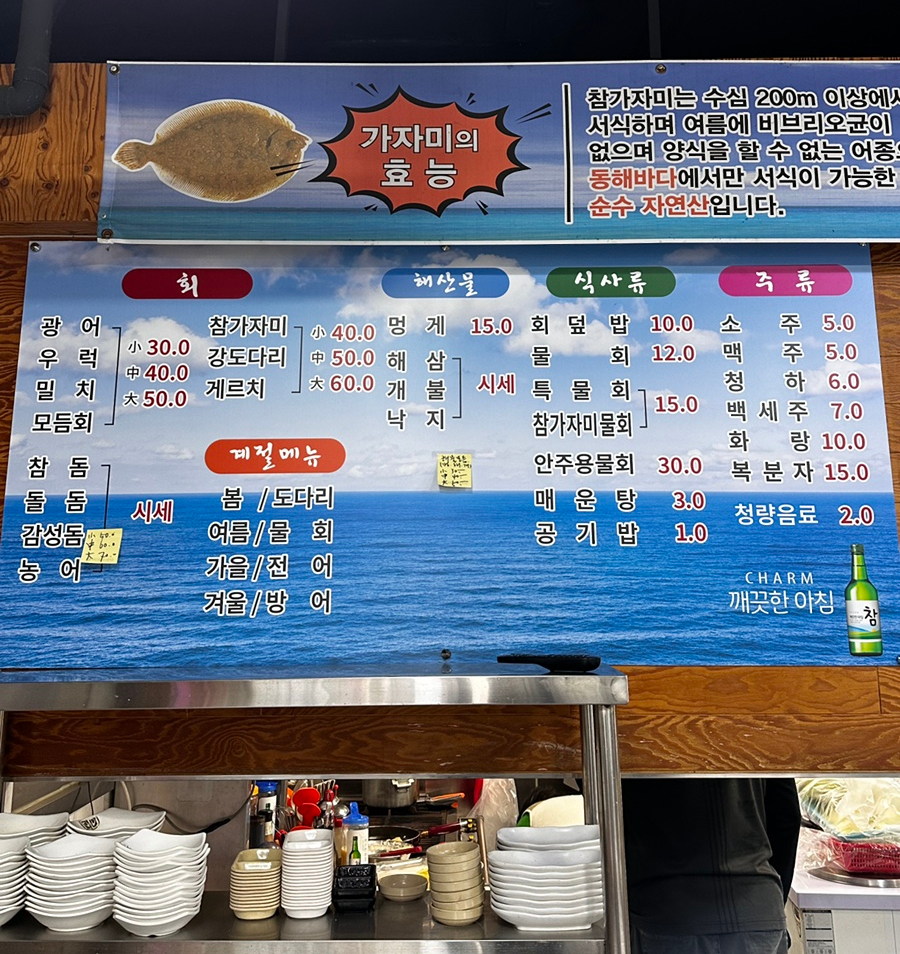 가자미의
효능
참가자미는 수심 200m 이상에서
서식하며 여름에 비브리오균이
없으며 양식을 할 수 없는 어종으
동해바다에서만 서식이 가능한
순수 자연산입니다.
회
광어
우럭
밀치
모듬회
小 30.0
中 40.0
大 50.0
참가자미
강도다리
게르치
小 40.0
中 50.0
大 60.0
참돔
돌돔
감성돔
농어
시세
小 50.0
中 60.0
大 70.-
계절메뉴
봄 / 도다리
여름 / 물회
가을 / 전어
겨울 / 방어
해산물
멍게 15.0
해삼
개불
낙지
시세
식사류
회덮밥 10.0
물회 12.0
특물회
참가자미물회
15.0
안주용물회 30.0
매운탕 3.0
공기밥 1.0
주류
소주 5.0
맥주 5.0
청하 6.0
백세주 7.0
화랑 10.0
복분자 15.0
청량음료 2.0
CHARM
깨끗한 아침
참